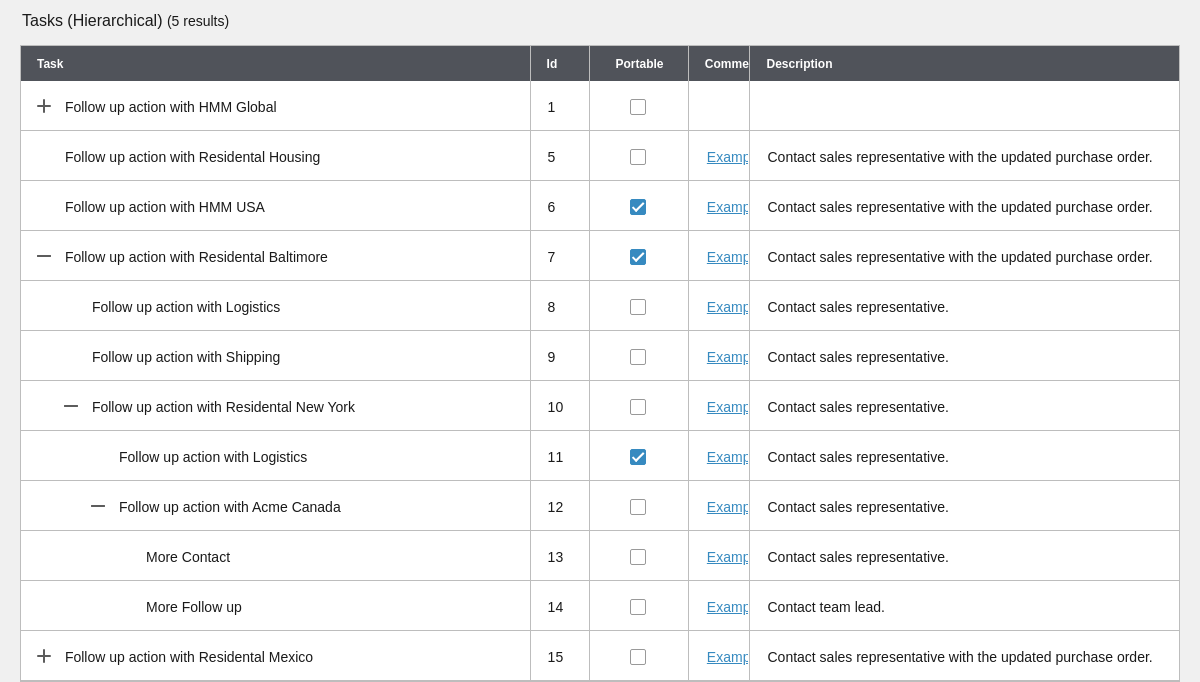 Tasks (Hierarchical) (5 results)
Task Id Portable Comme Description
Follow up action with HMM Global 1
Follow up action with Residental Housing 5 Examp Contact sales representative with the updated purchase order.
Follow up action with HMM USA 6 Examp Contact sales representative with the updated purchase order.
Follow up action with Residental Baltimore 7 Examp Contact sales representative with the updated purchase order.
Follow up action with Logistics 8 Examp Contact sales representative.
Follow up action with Shipping 9 Examp Contact sales representative.
Follow up action with Residental New York 10 Examp Contact sales representative.
Follow up action with Logistics 11 Examp Contact sales representative.
Follow up action with Acme Canada 12 Examp Contact sales representative.
More Contact 13 Examp Contact sales representative.
More Follow up 14 Examp Contact team lead.
Follow up action with Residental Mexico 15 Examp Contact sales representative with the updated purchase order.